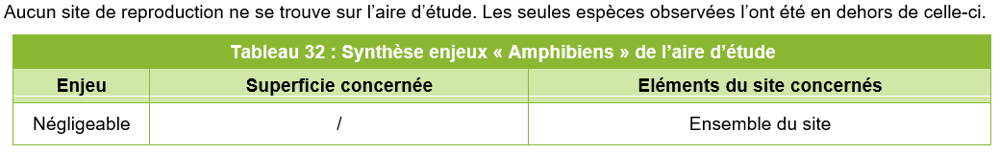 Aucun site de reproduction ne se trouve sur l’aire d’étude. Les seules espèces observées l’ont été en dehors de celle-ci.
Tableau 32 : Synthèse enjeux « Amphibiens » de l’aire d’étude
Enjeu Superficie concernée Eléments du site concernés
Négligeable / Ensemble du site